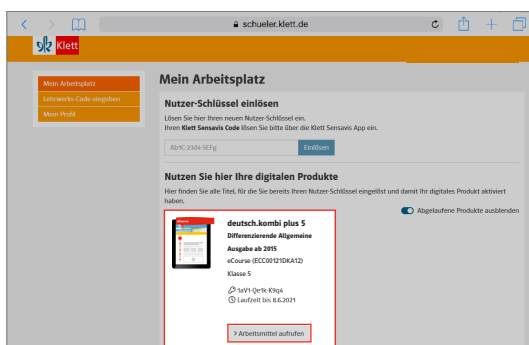 schueler.klett.de
Klett
Mein Arbeitsplatz
Lehrwerks-Code eingeben
Mein Profil
Mein Arbeitsplatz
Nutzer-Schlüssel einlösen
Lösen Sie hier Ihren neuen Nutzer-Schlüssel ein.
Ihren Klett Sensavis Code lösen Sie bitte über die Klett Sensavis App ein.
Ab1C-23d4-5EFg
Einlösen
Nutzen Sie hier Ihre digitalen Produkte
Hier finden Sie alle Titel, für die Sie bereits Ihren Nutzer-Schlüssel eingelöst und damit Ihr digitales Produkt aktiviert
haben.
Abgelaufene Produkte ausblenden
deutsch.kombi plus 5
Differenzierende Allgemeine
Ausgabe ab 2015
eCourse (ECC00121DKA12)
Klasse 5
1aV1-Qe1k-K9q4
Laufzeit bis 8.6.2021
> Arbeitsmittel aufrufen